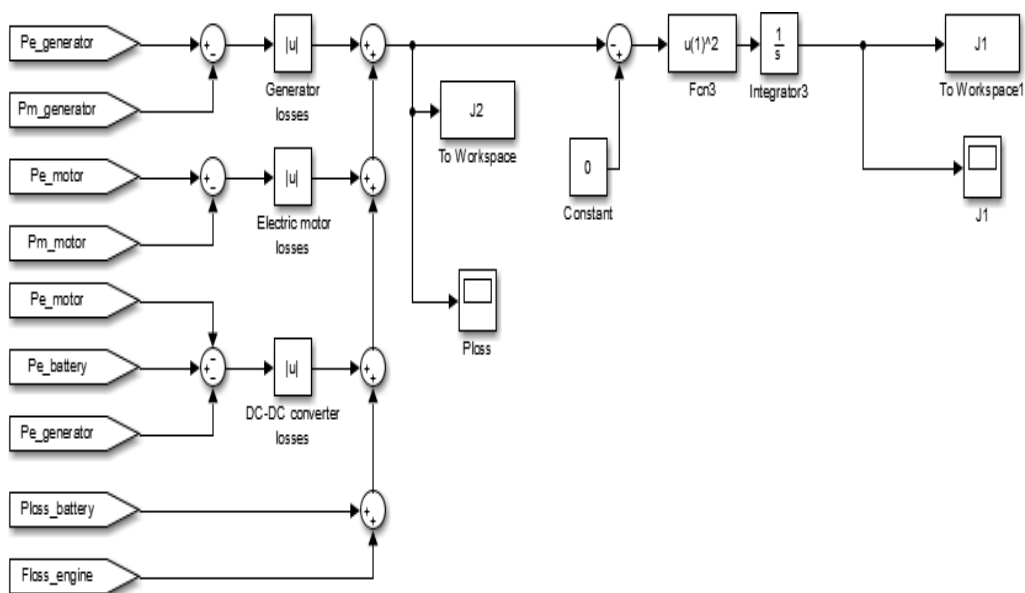 Pe_generator
Pm_generator
Pe_motor
Pm_motor
Pe_motor
Pe_battery
Pe_generator
Ploss_battery
Floss_engine
+
-
|u|
Generator
losses
+
-
|u|
Electric motor
losses
-
+
-
|u|
DC-DC converter
losses
+
+
+
+
+
+
+
+
J2
To Workspace
Ploss
-
+
0
Constant
u(1)^2
Fcn3
1
s
Integrator3
J1
To Workspace1
J1